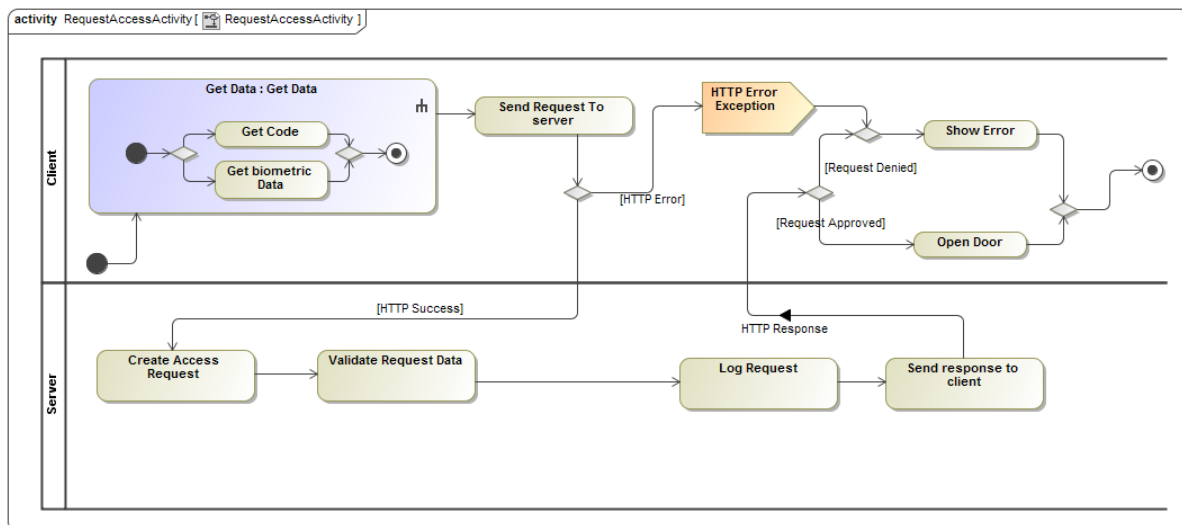 activity RequestAccessActivity [ RequestAccessActivity ]
Client
Get Data : Get Data
Get Code
Get biometric
Data
Send Request To
server
[HTTP Error]
HTTP Error
Exception
[Request Denied]
[Request Approved]
Show Error
Open Door
Server
[HTTP Success]
HTTP Response
Create Access
Request
Validate Request Data
Log Request
Send response to
client